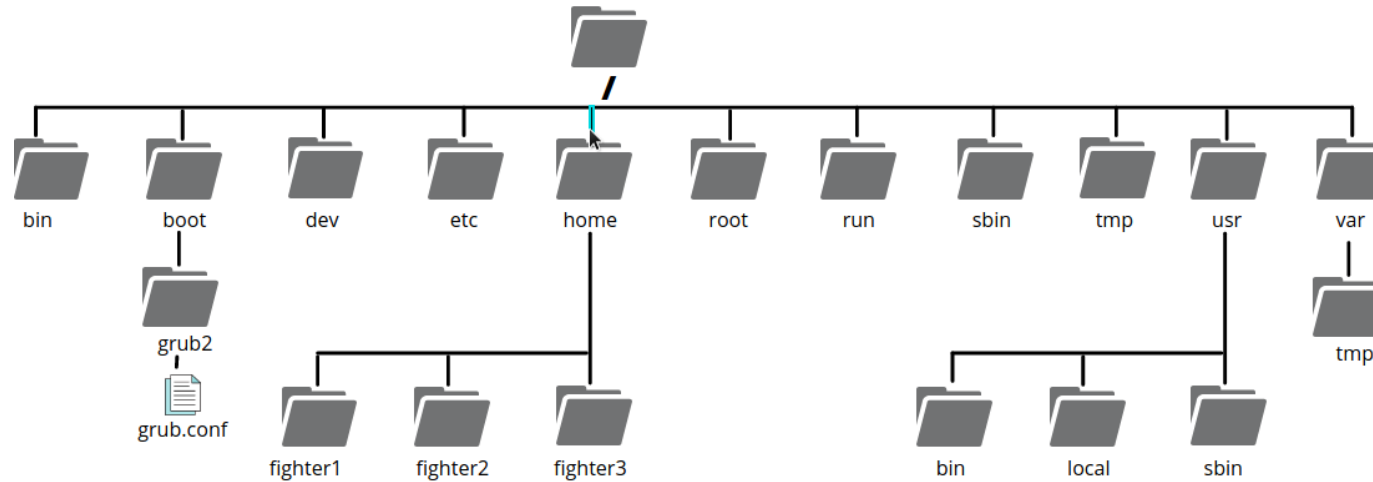 /
bin boot dev etc home root run sbin tmp usr var
grub2
tmp
grub.conf
fighter1 fighter2 fighter3 bin local sbin